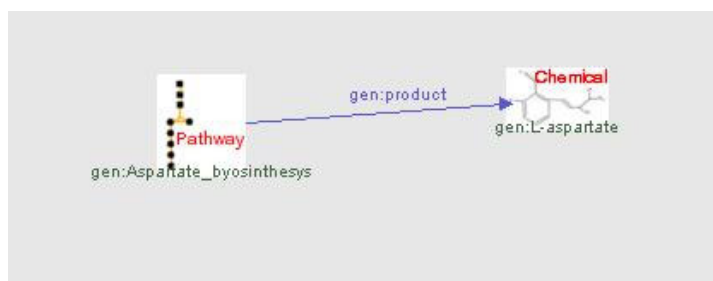 Chemical
gen:product
gen:L-aspartate
Pathway
gen:Aspartate_byosinthesys